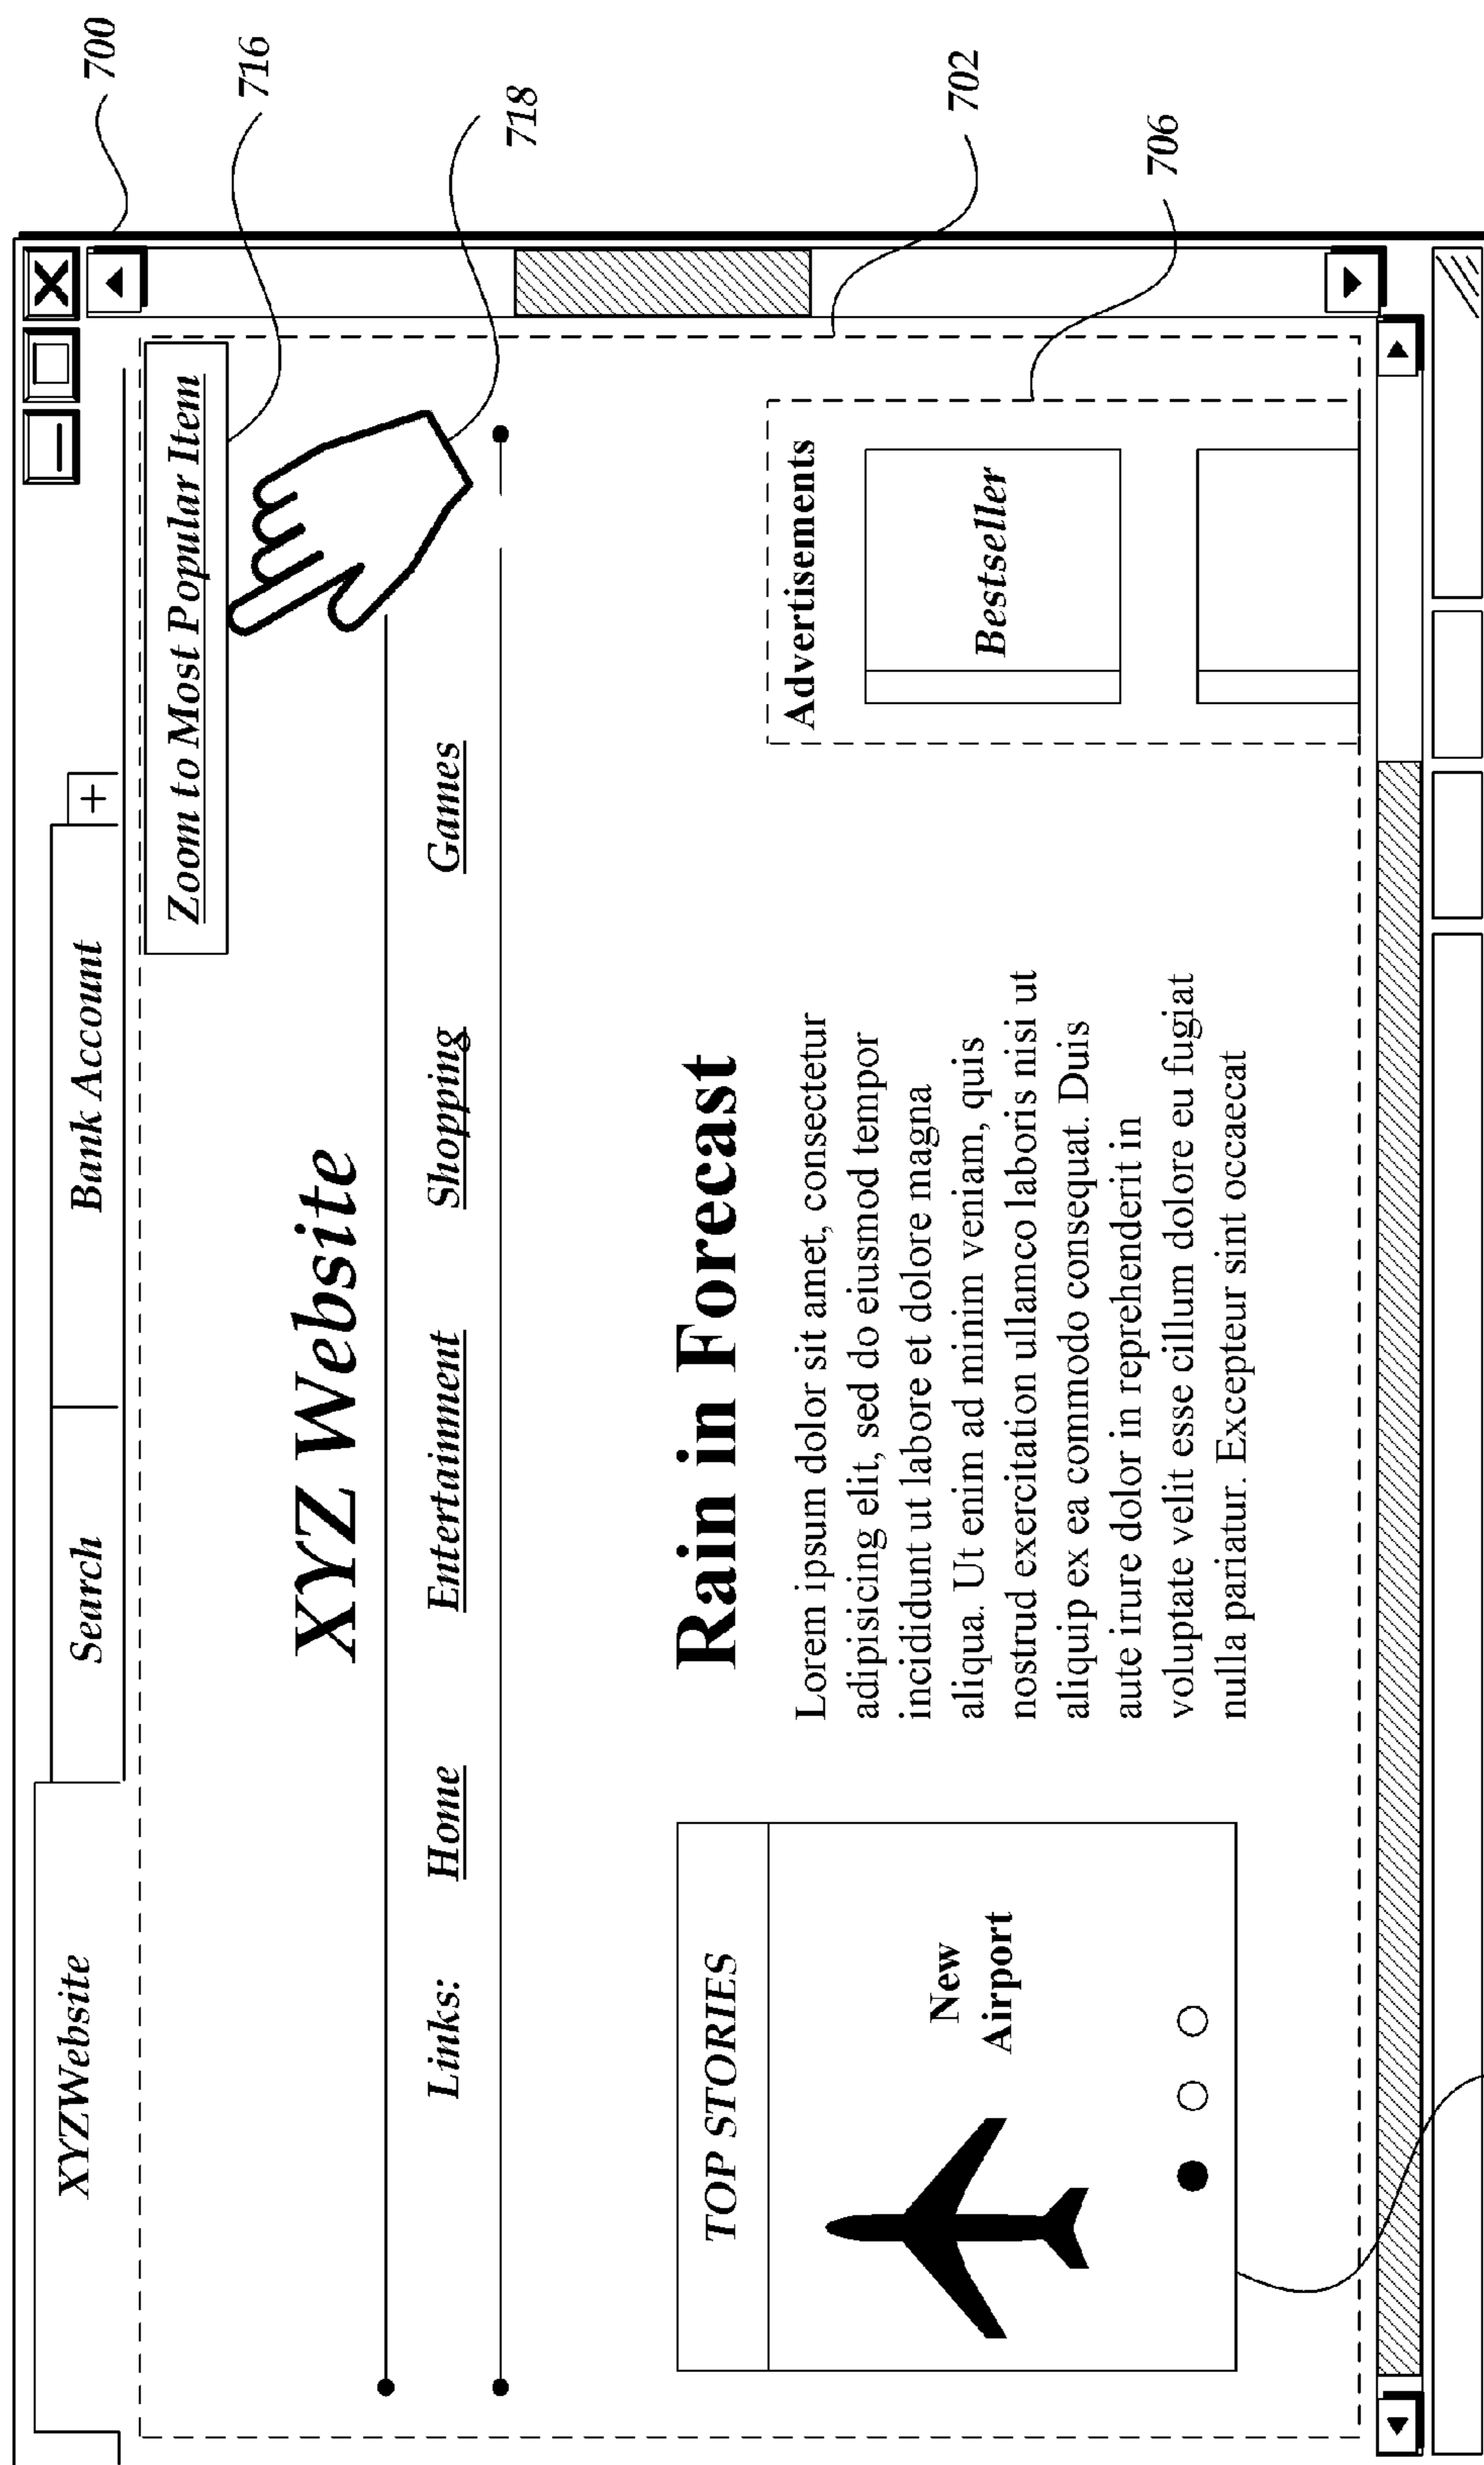 700
XYZWebsite
Search
Bank Account
+
Zoom to Most Popular Item
716
XYZ Website
Links:
Home
Entertainment
Shopping
Games
718
TOP STORIES
New
Airport
Rain in Forecast
Lorem ipsum dolor sit amet, consectetur
adipisicing elit, sed do eiusmod tempor
incididunt ut labore et dolore magna
aliqua. Ut enim ad minim veniam, quis
nostrud exercitation ullamco laboris nisi ut
aliquip ex ea commodo consequat. Duis
aute irure dolor in reprehenderit in
voluptate velit esse cillum dolore eu fugiat
nulla pariatur. Excepteur sint occaecat
Advertisements
Bestseller
702
706